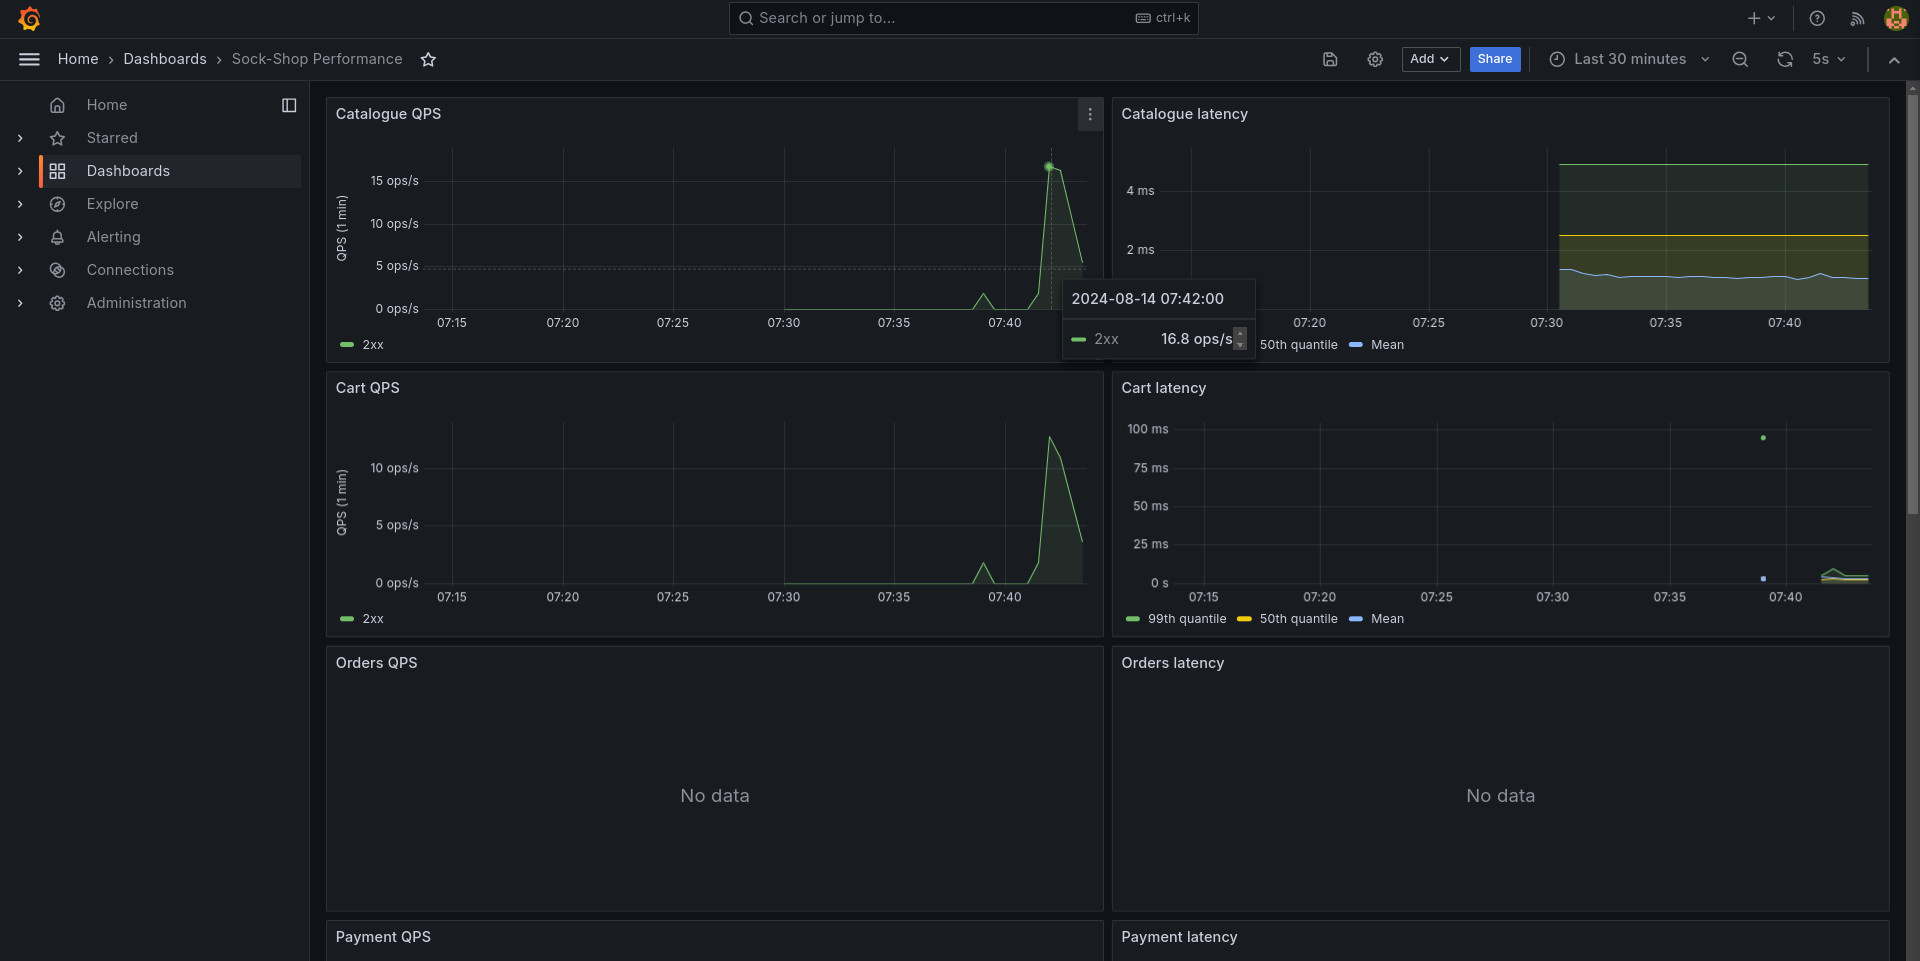 Search or jump to...
ctrl+k
Home › Dashboards › Sock-Shop Performance
Add
Share
Last 30 minutes
5s
Home
Starred
Dashboards
Explore
Alerting
Connections
Administration
Catalogue QPS
QPS (1 min)
15 ops/s
10 ops/s
5 ops/s
0 ops/s
07:15 07:20 07:25 07:30 07:35 07:40
2xx
2024-08-14 07:42:00
2xx 16.8 ops/s
Catalogue latency
4 ms
2 ms
07:20 07:25 07:30 07:35 07:40
50th quantile Mean
Cart QPS
QPS (1 min)
10 ops/s
5 ops/s
0 ops/s
07:15 07:20 07:25 07:30 07:35 07:40
2xx
Cart latency
100 ms
75 ms
50 ms
25 ms
0 s
07:15 07:20 07:25 07:30 07:35 07:40
99th quantile 50th quantile Mean
Orders QPS
No data
Orders latency
No data
Payment QPS
Payment latency